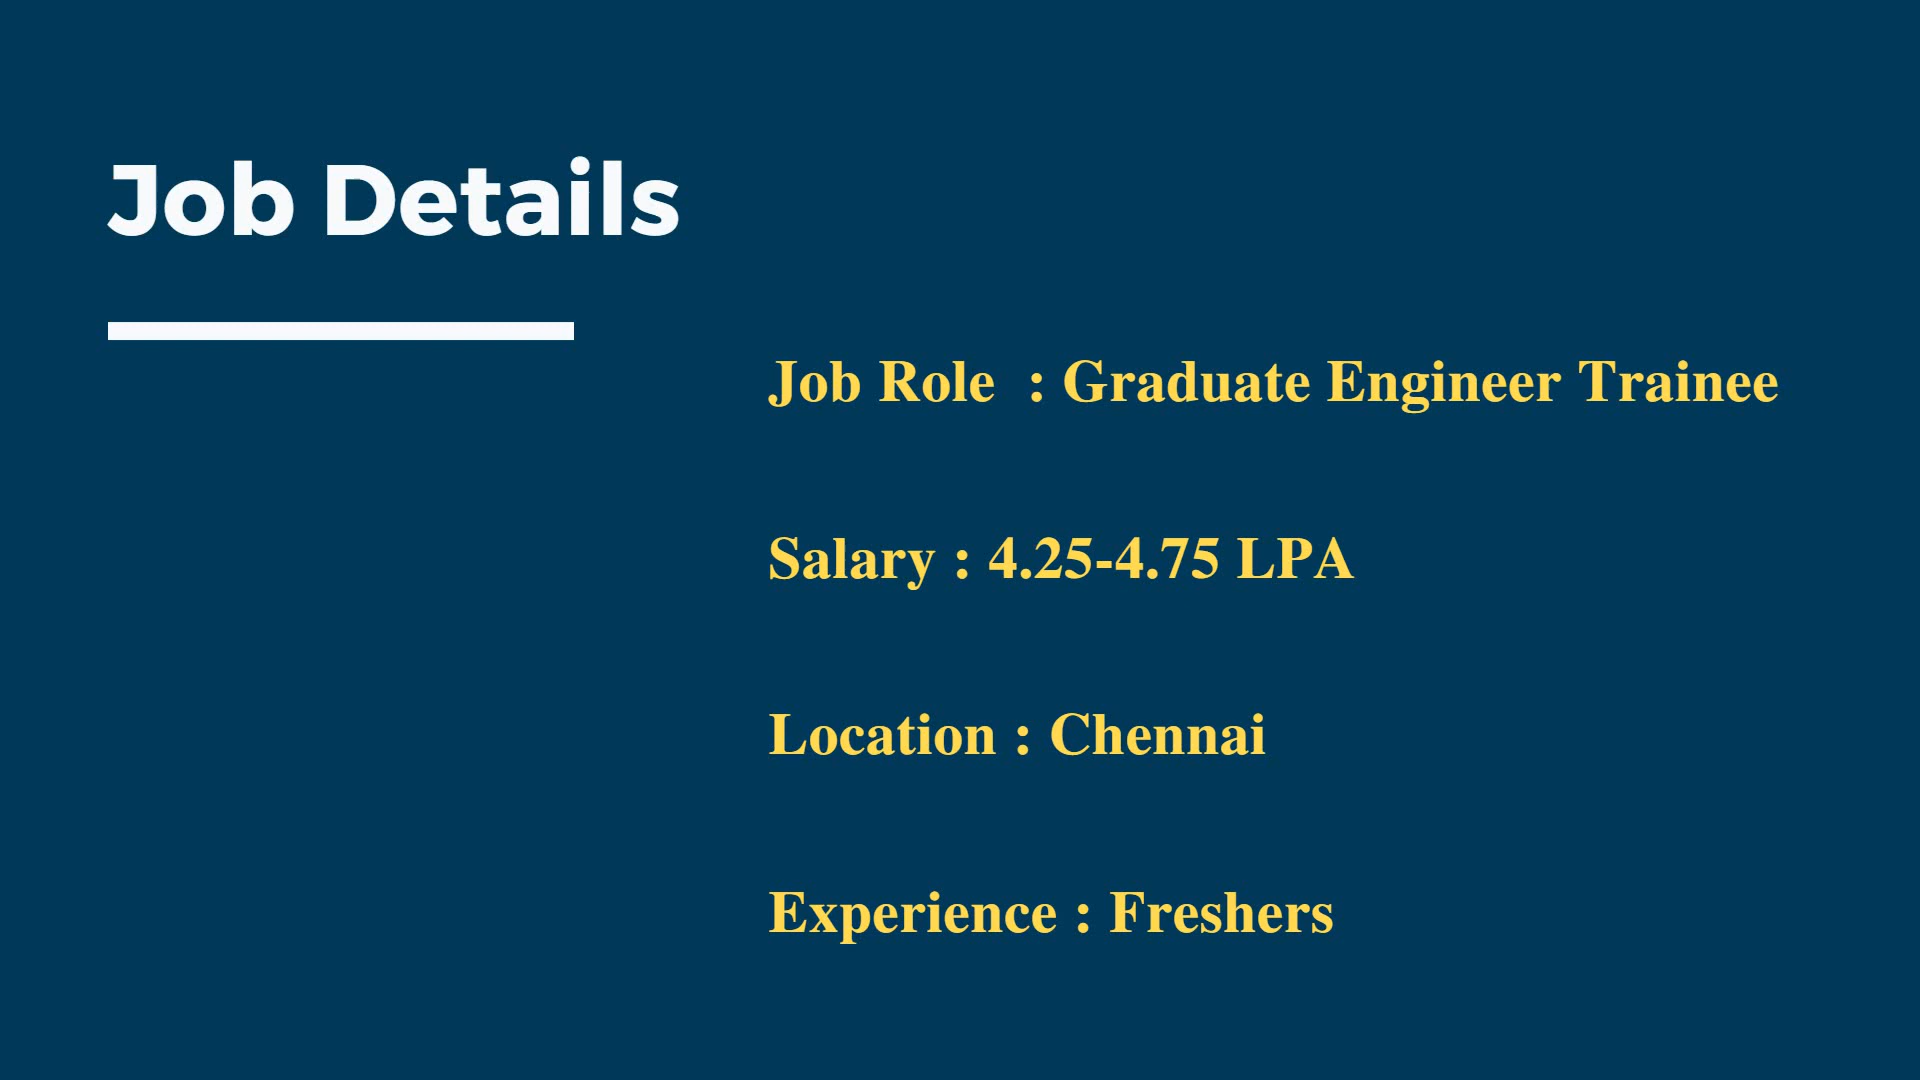 Job Details
Job Role  : Graduate Engineer Trainee
Salary : 4.25-4.75 LPA
Location : Chennai
Experience : Freshers